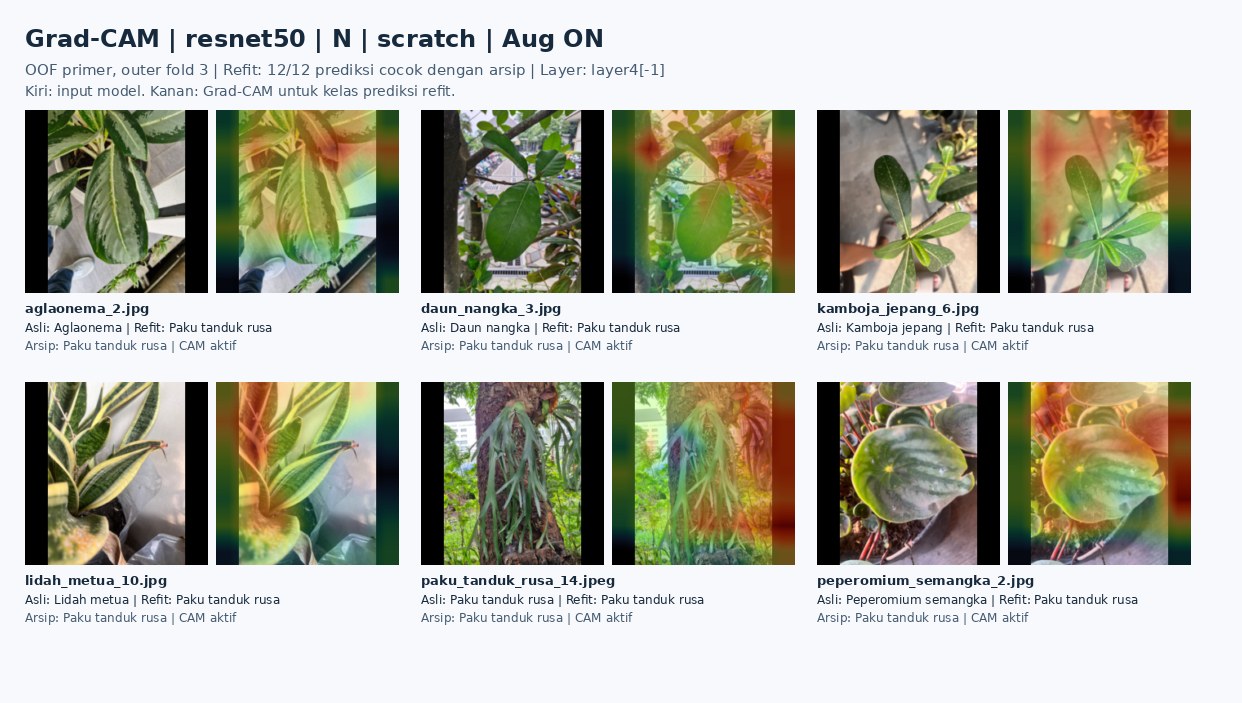 Grad-CAM | resnet50 | N | scratch | Aug ON
OOF primer, outer fold 3 | Refit: 12/12 prediksi cocok dengan arsip | Layer: layer4[-1]
Kiri: input model. Kanan: Grad-CAM untuk kelas prediksi refit.
aglaonema_2.jpg
Asli: Aglaonema | Refit: Paku tanduk rusa
Arsip: Paku tanduk rusa | CAM aktif
daun_nangka_3.jpg
Asli: Daun nangka | Refit: Paku tanduk rusa
Arsip: Paku tanduk rusa | CAM aktif
kamboja_jepang_6.jpg
Asli: Kamboja jepang | Refit: Paku tanduk rusa
Arsip: Paku tanduk rusa | CAM aktif
lidah_metua_10.jpg
Asli: Lidah metua | Refit: Paku tanduk rusa
Arsip: Paku tanduk rusa | CAM aktif
paku_tanduk_rusa_14.jpeg
Asli: Paku tanduk rusa | Refit: Paku tanduk rusa
Arsip: Paku tanduk rusa | CAM aktif
peperomium_semangka_2.jpg
Asli: Peperomium semangka | Refit: Paku tanduk rusa
Arsip: Paku tanduk rusa | CAM aktif